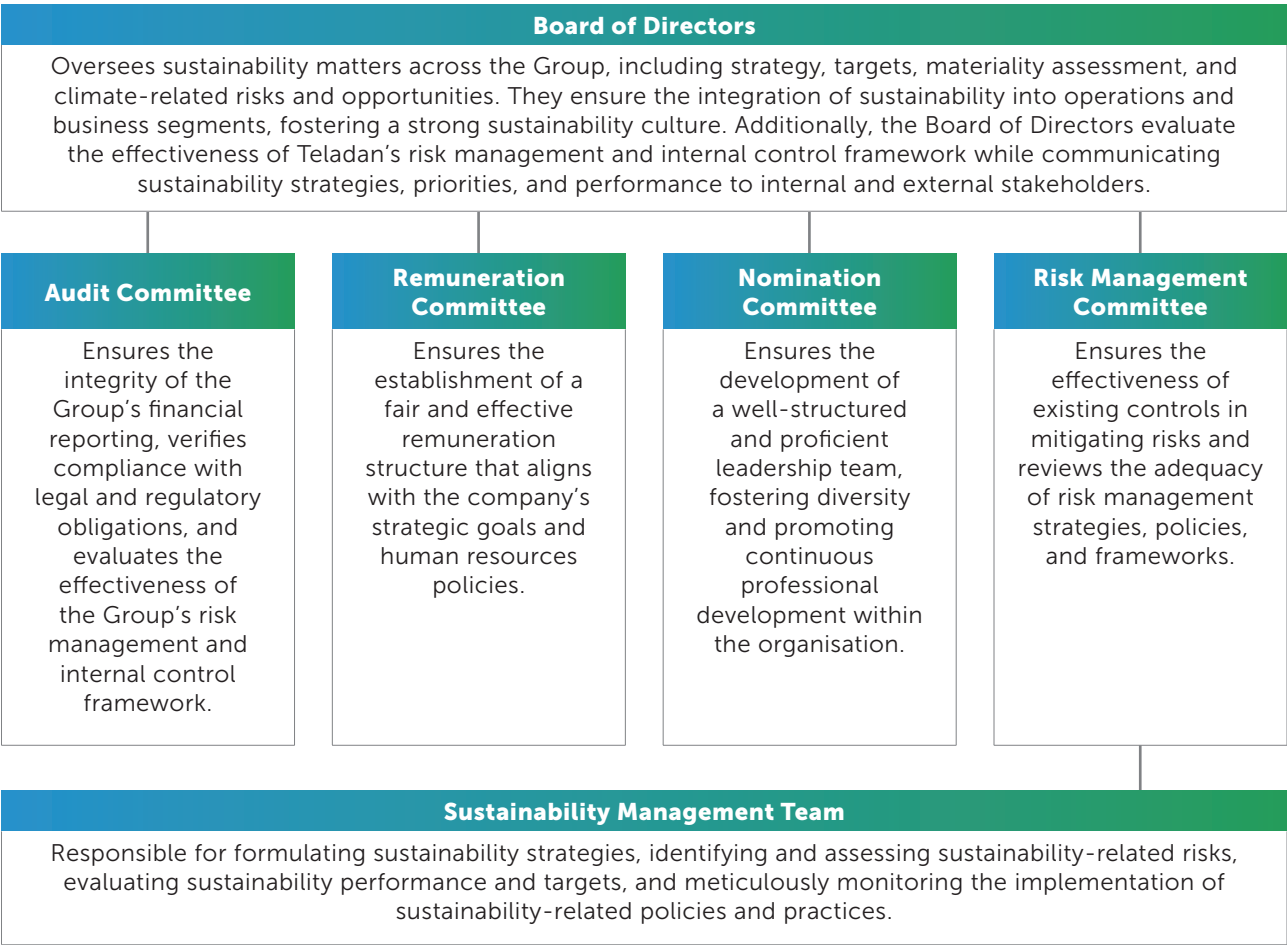 Board of Directors
Oversees sustainability matters across the Group, including strategy, targets, materiality assessment, and
climate-related risks and opportunities. They ensure the integration of sustainability into operations and
business segments, fostering a strong sustainability culture. Additionally, the Board of Directors evaluate
the effectiveness of Teladan's risk management and internal control framework while communicating
sustainability strategies, priorities, and performance to internal and external stakeholders.
Audit Committee
Ensures the
integrity of the
Group's financial
reporting, verifies
compliance with
legal and regulatory
obligations, and
evaluates the
effectiveness of
the Group's risk
management and
internal control
framework.
Remuneration
Committee
Ensures the
establishment of a
fair and effective
remuneration
structure that aligns
with the company's
strategic goals and
human resources
policies.
Nomination
Committee
Ensures the
development of
a well-structured
and proficient
leadership team,
fostering diversity
and promoting
continuous
professional
development within
the organisation.
Risk Management
Committee
Ensures the
effectiveness of
existing controls in
mitigating risks and
reviews the adequacy
of risk management
strategies, policies,
and frameworks.
Sustainability Management Team
Responsible for formulating sustainability strategies, identifying and assessing sustainability-related risks,
evaluating sustainability performance and targets, and meticulously monitoring the implementation of
sustainability-related policies and practices.